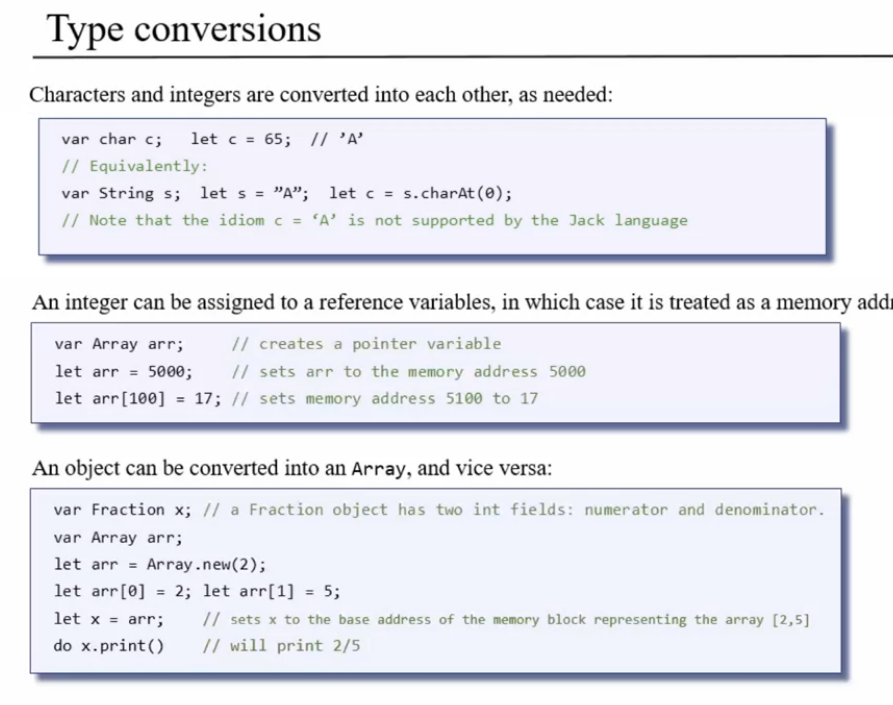 Type conversions
Characters and integers are converted into each other, as needed:
var char c;   let c = 65;  // ’A’
// Equivalently:
var String s;  let s = ”A”;  let c = s.charAt(0);
// Note that the idiom c = ‘A’ is not supported by the Jack language
An integer can be assigned to a reference variables, in which case it is treated as a memory
var Array arr;     // creates a pointer variable
let arr = 5000;    // sets arr to the memory address 5000
let arr[100] = 17; // sets memory address 5100 to 17
An object can be converted into an Array, and vice versa:
var Fraction x; // a Fraction object has two int fields: numerator and denominator.
var Array arr;
let arr = Array.new(2);
let arr[0] = 2; let arr[1] = 5;
let x = arr;    // sets x to the base address of the memory block representing the array [2,5]
do x.print()    // will print 2/5